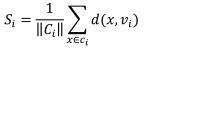 S_i = \frac{1}{\|C_i\|} \sum_{x \in c_i} d(x, v_i)